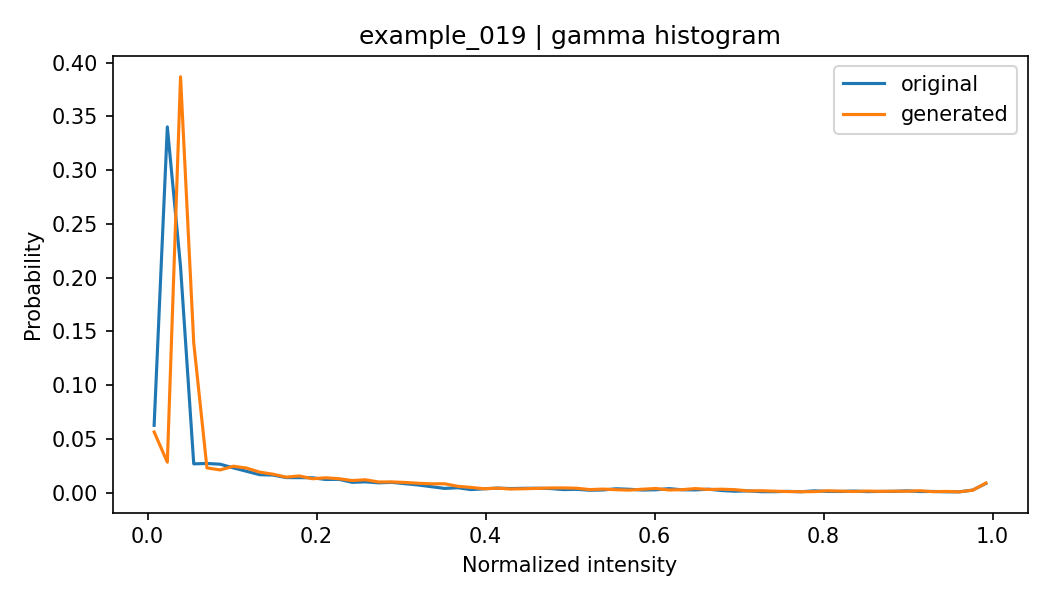 example_019 | gamma histogram
0.40
0.35
0.30
0.25
0.20
0.15
0.10
0.05
0.00
Probability
original
generated
0.0 0.2 0.4 0.6 0.8 1.0
Normalized intensity